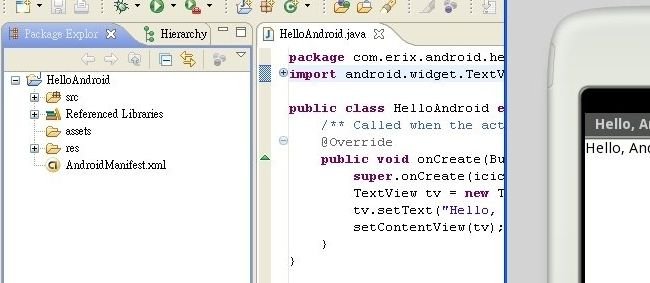 Package Explor
Hierarchy
HelloAndroid
src
Referenced Libraries
assets
res
AndroidManifest.xml
HelloAndroid.java
package com.erix.android.he
import android.widget.TextV
public class HelloAndroid e
/** Called when the act
@Override
public void onCreate(Bu
super.onCreate(icic
TextView tv = new T
tv.setText("Hello,
setContentView(tv);
}
}
Hello, A
Hello, And